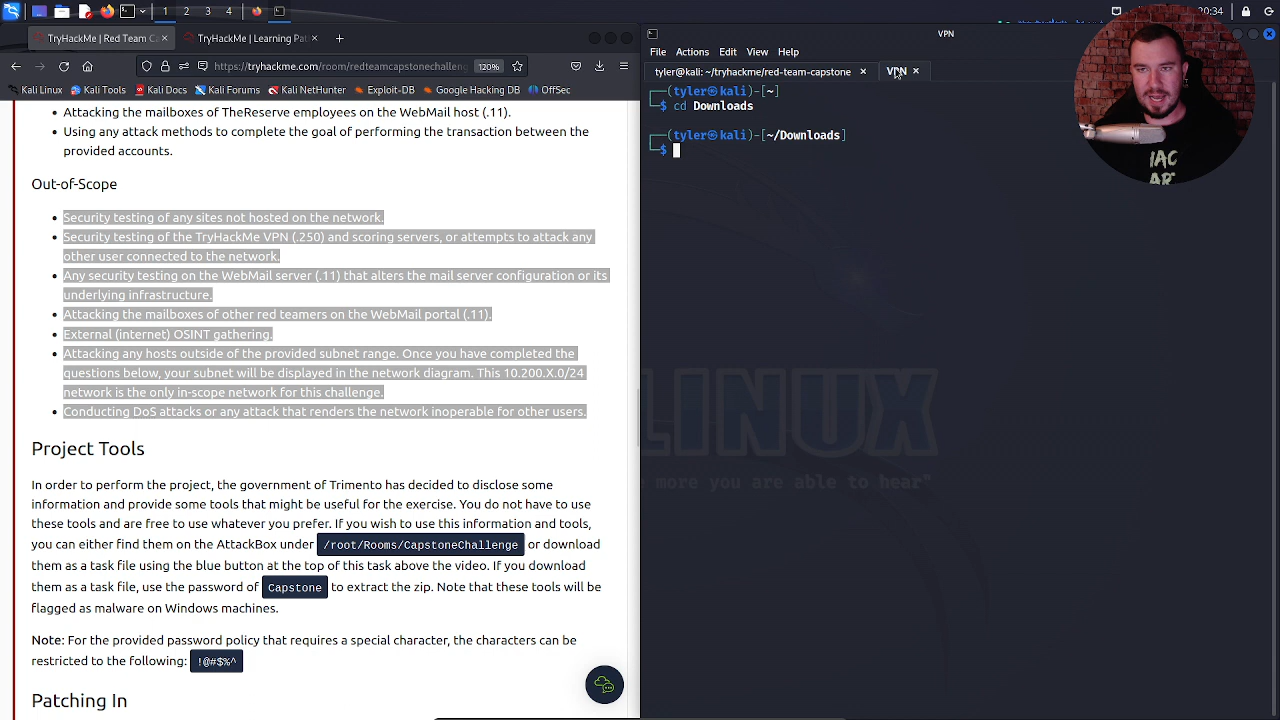 1 2 3 4
20:34
TryHackMe | Red Team Ca
TryHackMe | Learning Pat
VPN
https://tryhackme.com/room/redteamcapstonechalleng
120%
Kali Linux Kali Tools Kali Docs Kali Forums Kali NetHunter Exploit-DB Google Hacking DB OffSec
File Actions Edit View Help
tyler@kali: ~/tryhackme/red-team-capstone
VPN
Attacking the mailboxes of TheReserve employees on the WebMail host (.11).
Using any attack methods to complete the goal of performing the transaction between the
provided accounts.
Out-of-Scope
Security testing of any sites not hosted on the network.
Security testing of the TryHackMe VPN (.250) and scoring servers, or attempts to attack any
other user connected to the network.
Any security testing on the WebMail server (.11) that alters the mail server configuration or its
underlying infrastructure.
Attacking the mailboxes of other red teamers on the WebMail portal (.11).
External (internet) OSINT gathering.
Attacking any hosts outside of the provided subnet range. Once you have completed the
questions below, your subnet will be displayed in the network diagram. This 10.200.X.0/24
network is the only in-scope network for this challenge.
Conducting DoS attacks or any attack that renders the network inoperable for other users.
Project Tools
In order to perform the project, the government of Trimento has decided to disclose some
information and provide some tools that might be useful for the exercise. You do not have to use
these tools and are free to use whatever you prefer. If you wish to use this information and tools,
you can either find them on the AttackBox under /root/Rooms/CapstoneChallenge or download
them as a task file using the blue button at the top of this task above the video. If you download
them as a task file, use the password of Capstone to extract the zip. Note that these tools will be
flagged as malware on Windows machines.
Note: For the provided password policy that requires a special character, the characters can be
restricted to the following: !@#$%^
Patching In
(tyler㉿kali)-[~]
$ cd Downloads
(tyler㉿kali)-[~/Downloads]
$
LINUX
more you are able to hear"